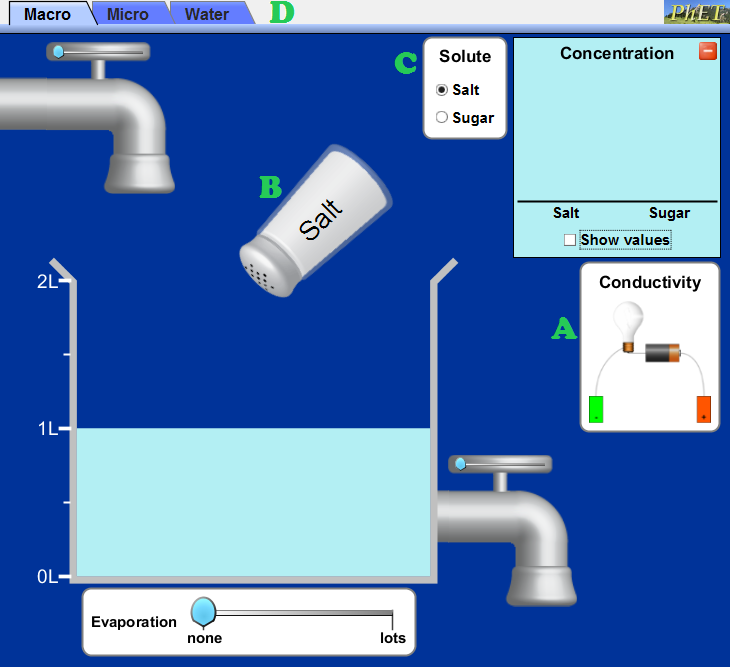 Macro Micro Water D
PhET
C
Solute
Salt
Sugar
Concentration
Salt Sugar
Show values
B
Salt
A
Conductivity
- +
2L
1L
0L
Evaporation
none lots